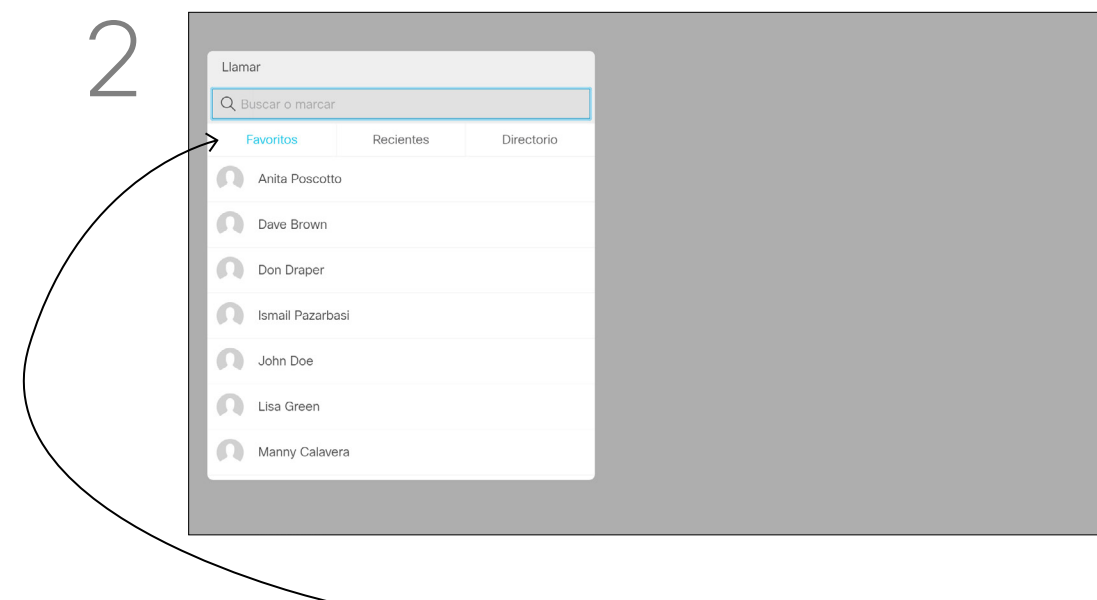 2
Llamar
Buscar o marcar
Favoritos Recientes Directorio
Anita Poscotto
Dave Brown
Don Draper
Ismail Pazarbasi
John Doe
Lisa Green
Manny Calavera